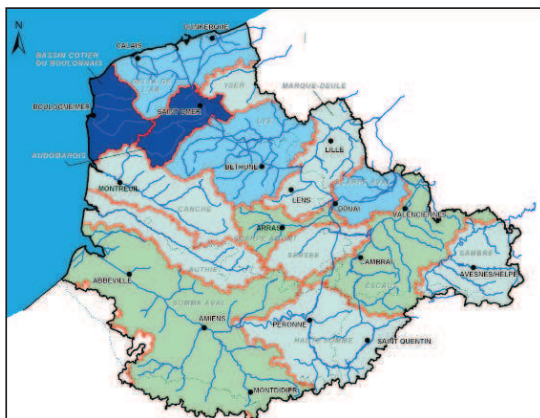 N
DUNKERQUE
CALAIS
BASSIN COTIER
DU BOULONNAIS
YSER
MARQUE-DEULE
BOULOGNE/MER
SAINT OMER
LYS
LILLE
AUDOMAROIS
BETHUNE
MONTREUIL
LENS
DOUAI
CANCHE
VALENCIENNES
ARRAS
SENSEE
SAMBRE
AUTHIE
CAMBRAI
AVESNES/HELPE
ABBEVILLE
ESCAUT
SOMME AVAL
PERONNE
AMIENS
HAUTE SOMME
SAINT QUENTIN
MONTDIDIER